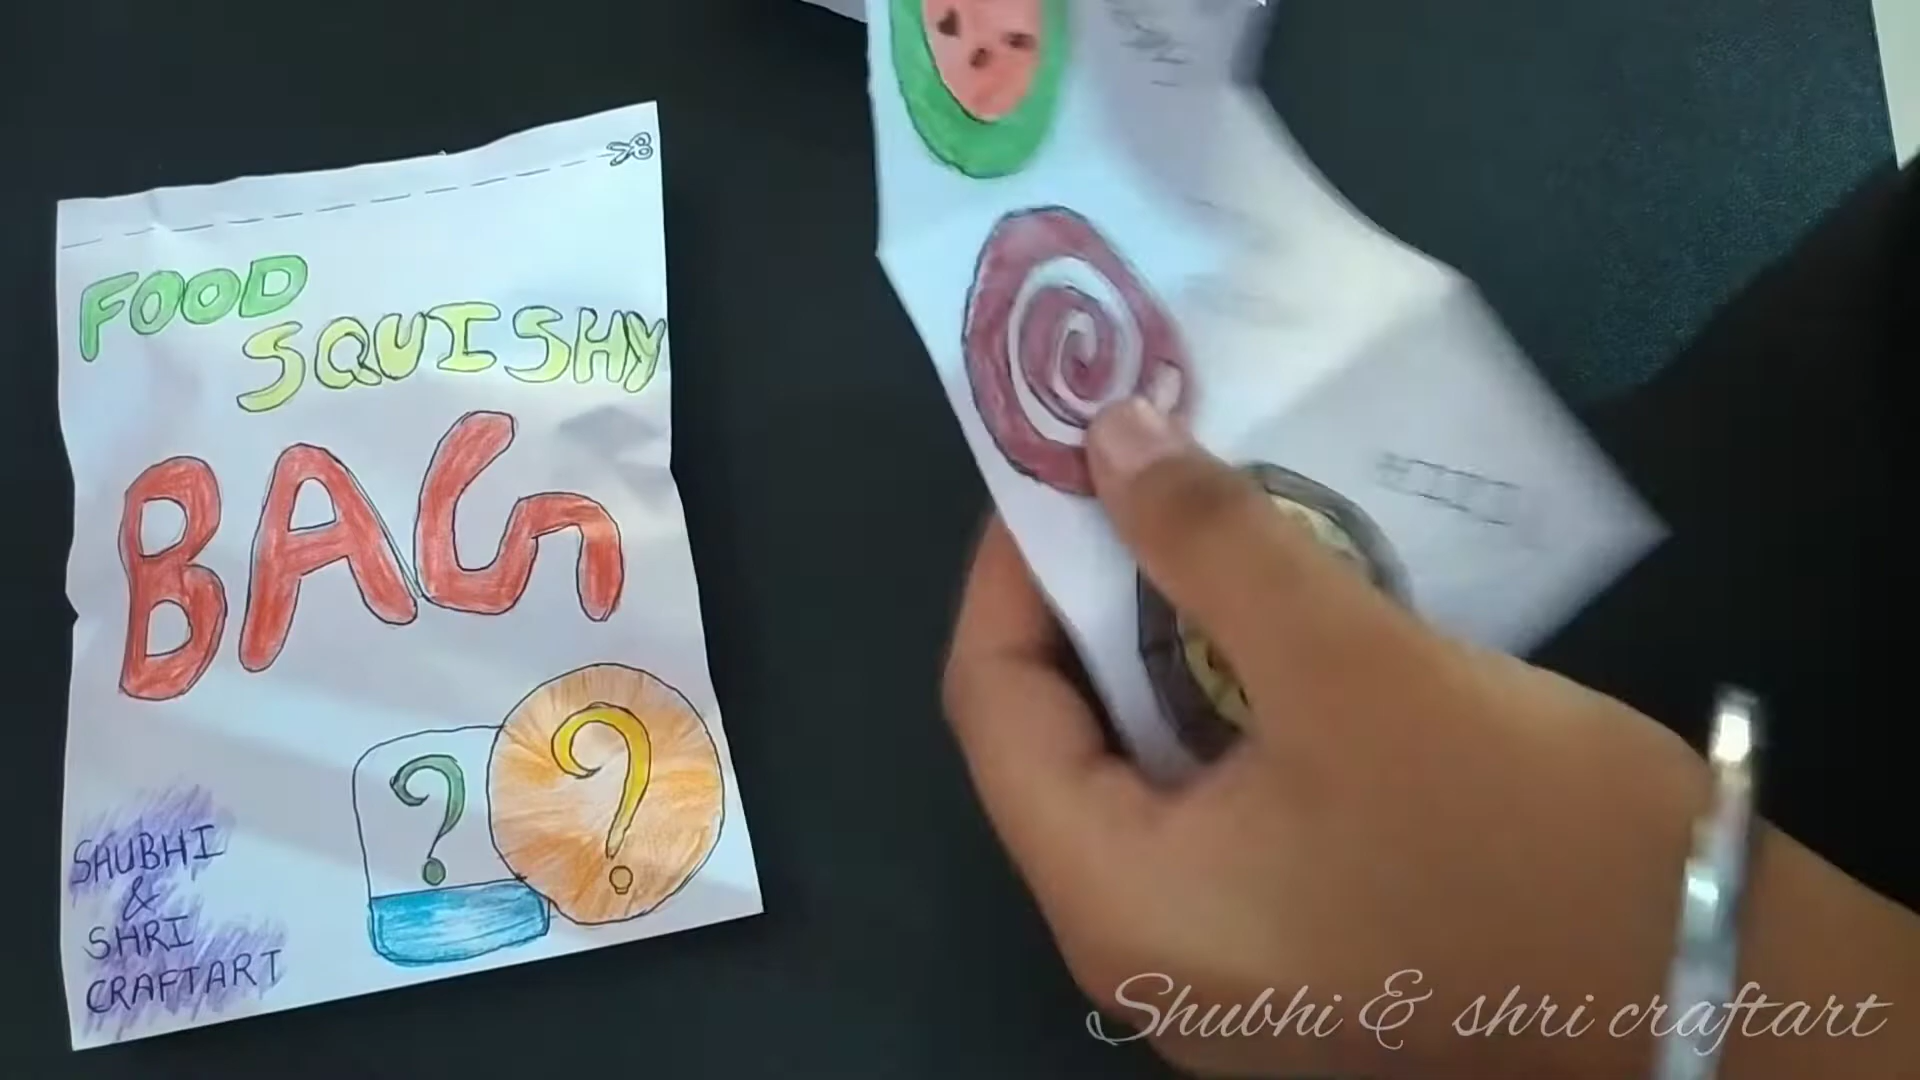 FOOD
SQUISHY
BAG
?
?
SHUBHI
&
SHRI
CRAFTART
Shubhi & shri craftart